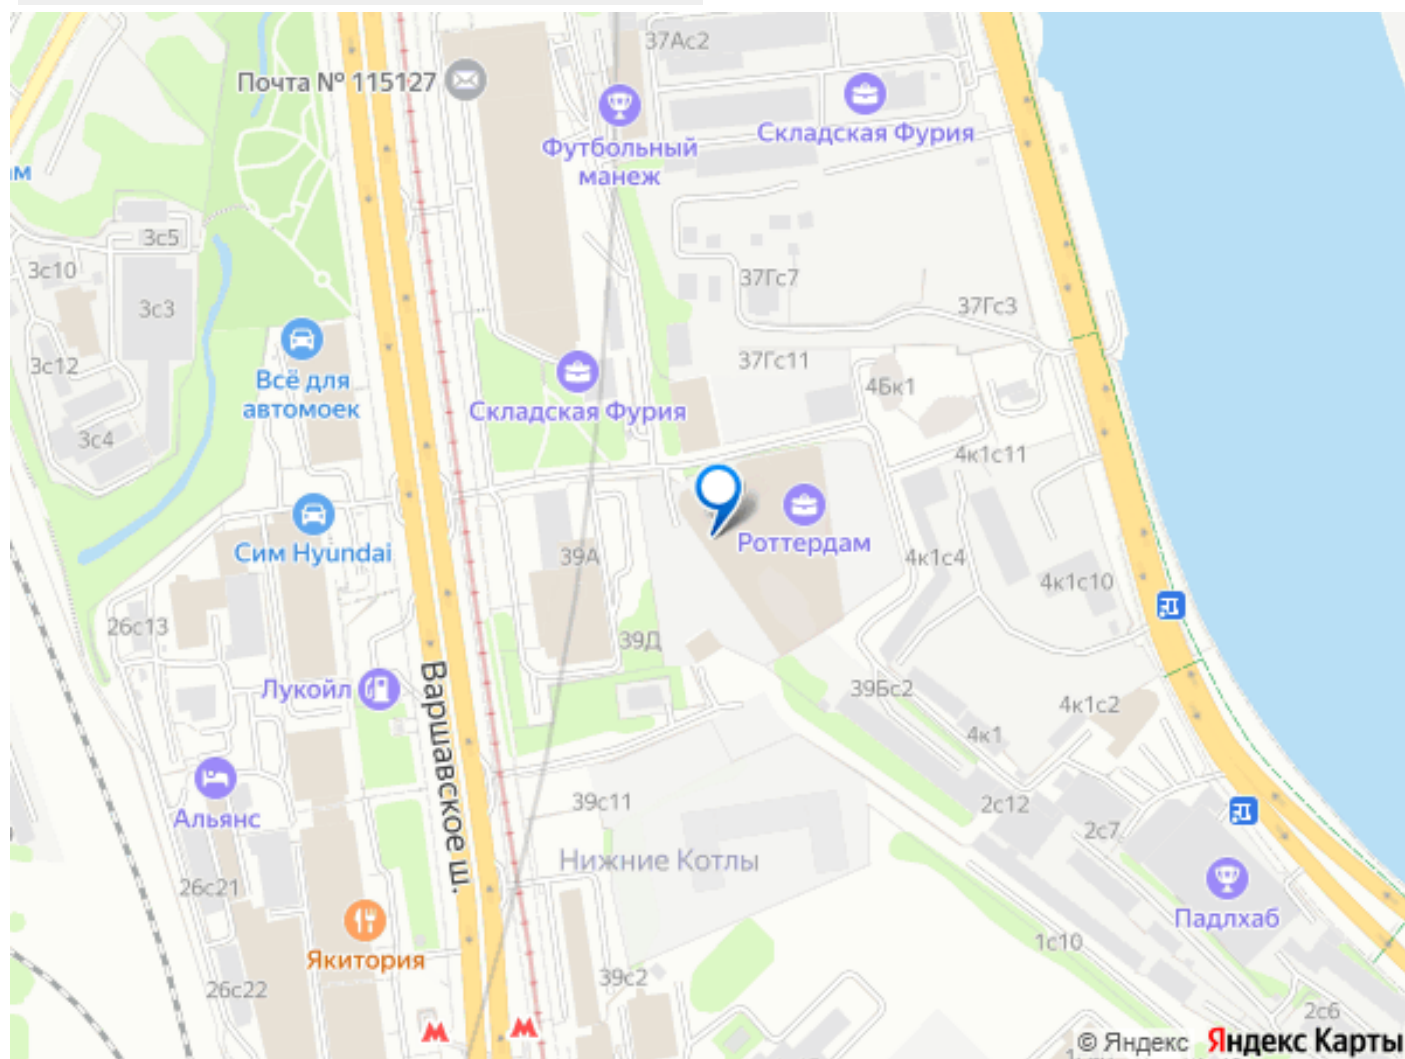 37Ас2
Почта № 115127
Складская Фурия
Футбольный
манеж
ам
3с5
3с10
3с3
37Гс7
37Гс3
3с12
37Гс11
Всё для
автомоек
4Бк1
Складская Фурия
3с4
4к1с11
Сим Hyundai
Роттердам
39А
4к1с4
4к1с10
26с13
39Д
Лукойл
39Бс2
4к1с2
Варшавское ш.
4к1
Альянс
39с11
2с12
2с7
Нижние Котлы
26с21
Падлхаб
Якитория
1с10
39с2
26с22
2с6
© Яндекс Яндекс Карты